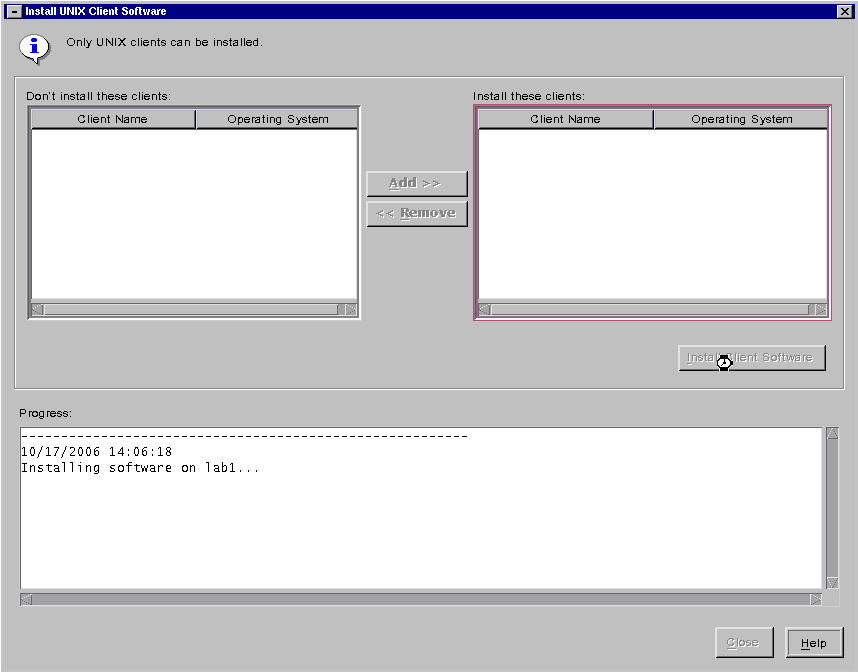 Install UNIX Client Software
Only UNIX clients can be installed.
Don't install these clients:
Client Name Operating System
Add >>
<< Remove
Install these clients:
Client Name Operating System
Install Client Software
Progress:
--------------------------------------------------------
10/17/2006 14:06:18
Installing software on lab1...
Close
Help